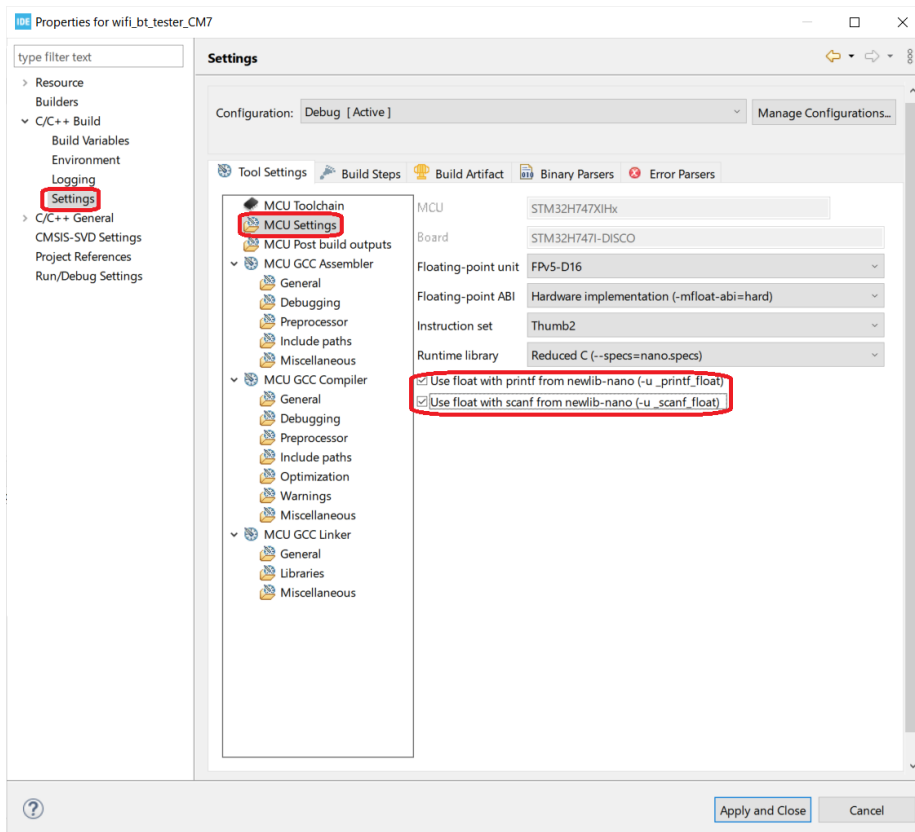 IDE Properties for wifi_bt_tester_CM7
type filter text
Resource
Builders
C/C++ Build
Build Variables
Environment
Logging
Settings
C/C++ General
CMSIS-SVD Settings
Project References
Run/Debug Settings
Settings
Configuration: Debug [ Active ] Manage Configurations...
Tool Settings Build Steps Build Artifact Binary Parsers Error Parsers
MCU Toolchain
MCU Settings
MCU Post build outputs
MCU GCC Assembler
General
Debugging
Preprocessor
Include paths
Miscellaneous
MCU GCC Compiler
General
Debugging
Preprocessor
Include paths
Optimization
Warnings
Miscellaneous
MCU GCC Linker
General
Libraries
Miscellaneous
MCU STM32H747XIHx
Board STM32H747I-DISCO
Floating-point unit FPv5-D16
Floating-point ABI Hardware implementation (-mfloat-abi=hard)
Instruction set Thumb2
Runtime library Reduced C (--specs=nano.specs)
Use float with printf from newlib-nano (-u _printf_float)
Use float with scanf from newlib-nano (-u _scanf_float)
? Apply and Close Cancel